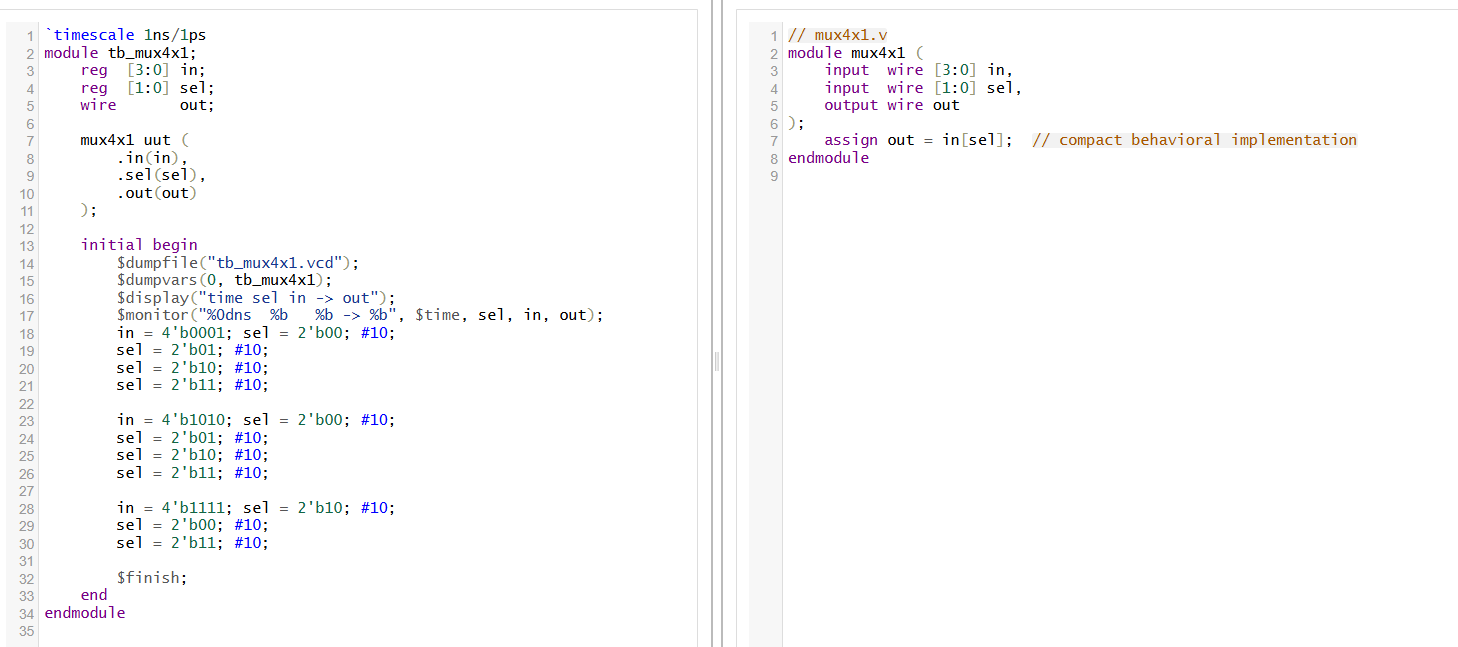 1 `timescale 1ns/1ps
2 module tb_mux4x1;
3     reg  [3:0] in;
4     reg  [1:0] sel;
5     wire       out;
6
7     mux4x1 uut (
8         .in(in),
9         .sel(sel),
10         .out(out)
11     );
12
13     initial begin
14         $dumpfile("tb_mux4x1.vcd");
15         $dumpvars(0, tb_mux4x1);
16         $display("time sel in -> out");
17         $monitor("%0dns  %b   %b -> %b", $time, sel, in, out);
18         in = 4'b0001; sel = 2'b00; #10;
19         sel = 2'b01; #10;
20         sel = 2'b10; #10;
21         sel = 2'b11; #10;
22
23         in = 4'b1010; sel = 2'b00; #10;
24         sel = 2'b01; #10;
25         sel = 2'b10; #10;
26         sel = 2'b11; #10;
27
28         in = 4'b1111; sel = 2'b10; #10;
29         sel = 2'b00; #10;
30         sel = 2'b11; #10;
31
32         $finish;
33     end
34 endmodule
35
1 // mux4x1.v
2 module mux4x1 (
3     input  wire [3:0] in,
4     input  wire [1:0] sel,
5     output wire out
6 );
7     assign out = in[sel];  // compact behavioral implementation
8 endmodule
9